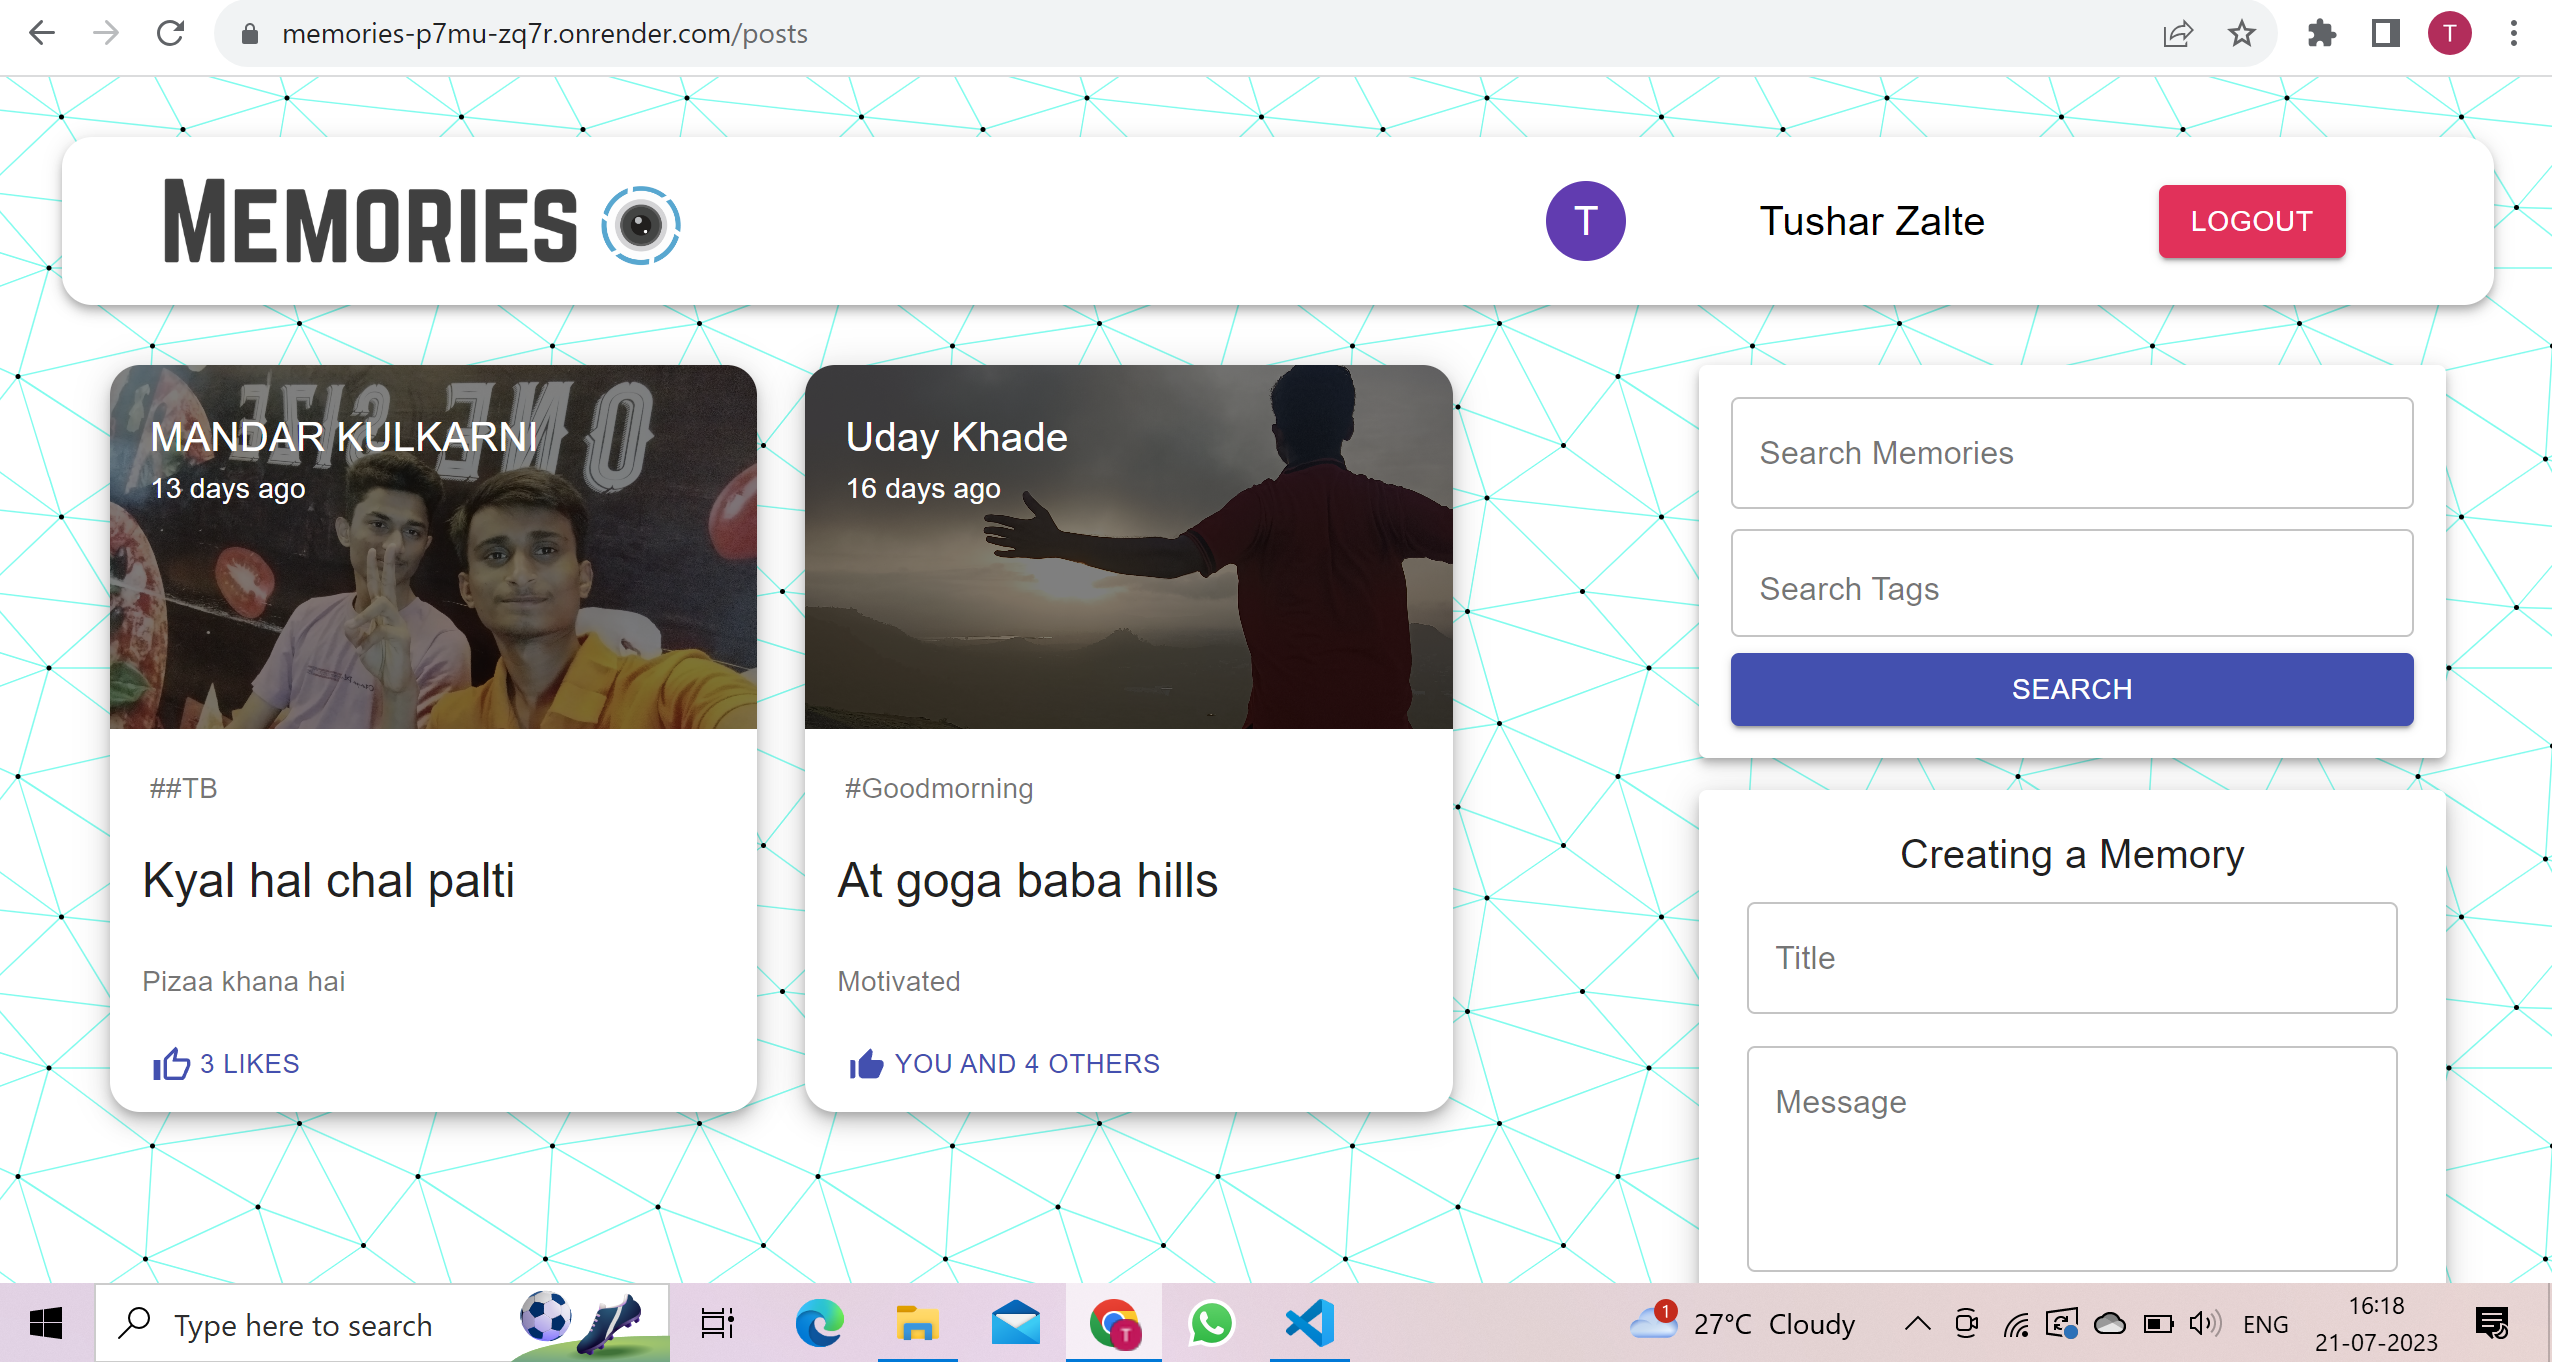 memories-p7mu-zq7r.onrender.com/posts
T
MEMORIES
T
Tushar Zalte
LOGOUT
ONE SIZE
MANDAR KULKARNI
13 days ago
##TB
Kyal hal chal palti
Pizaa khana hai
3 LIKES
Uday Khade
16 days ago
#Goodmorning
At goga baba hills
Motivated
YOU AND 4 OTHERS
Search Memories
Search Tags
SEARCH
Creating a Memory
Title
Message
Type here to search
T
1
27°C Cloudy
ENG
16:18
21-07-2023